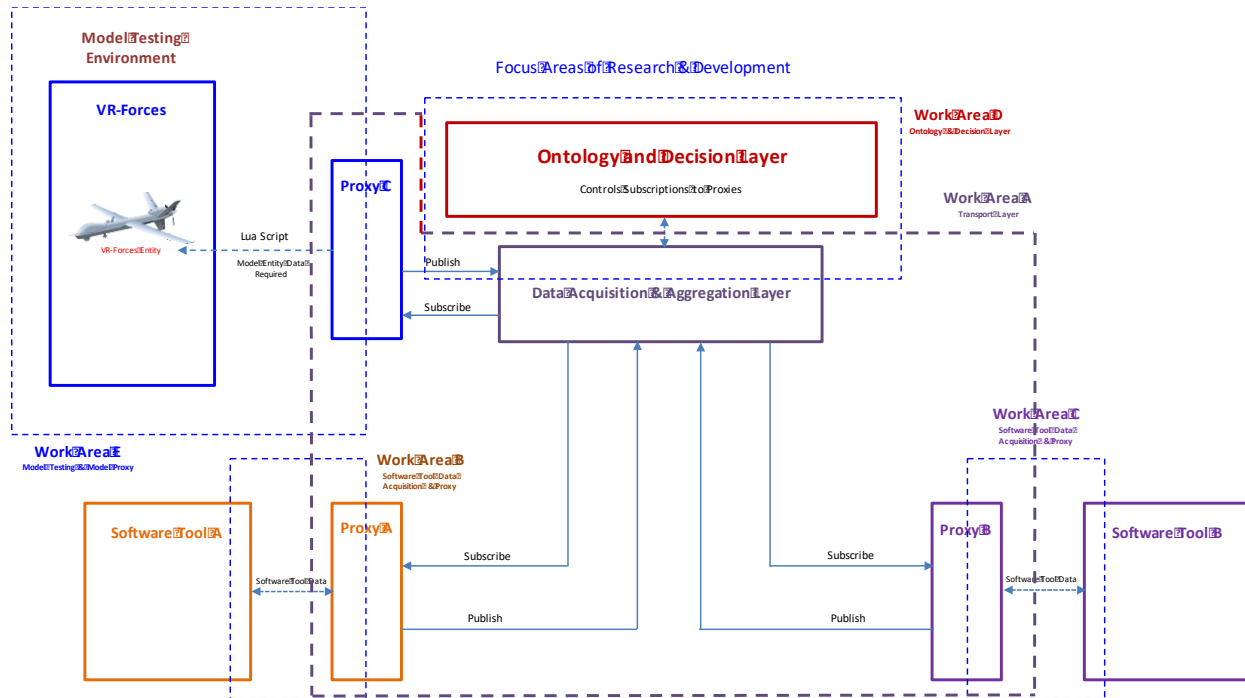 Model Testing
Environment
VR-Forces
VR-Forces Entity
Focus Areas of Research & Development
Work Area D
Ontology & Decision Layer
Ontology and Decision Layer
Controls Subscriptions to Proxies
Work Area A
Transport Layer
Proxy C
Lua Script
Model Entity Data
Required
Publish
Subscribe
Data Acquisition & Aggregation Layer
Work Area E
Model Testing & Model Proxy
Work Area B
Software Tool Data
Acquisition & Proxy
Work Area C
Software Tool Data
Acquisition & Proxy
Software Tool A
Proxy A
Proxy B
Software Tool B
Subscribe
Subscribe
Software Tool Data
Software Tool Data
Publish
Publish